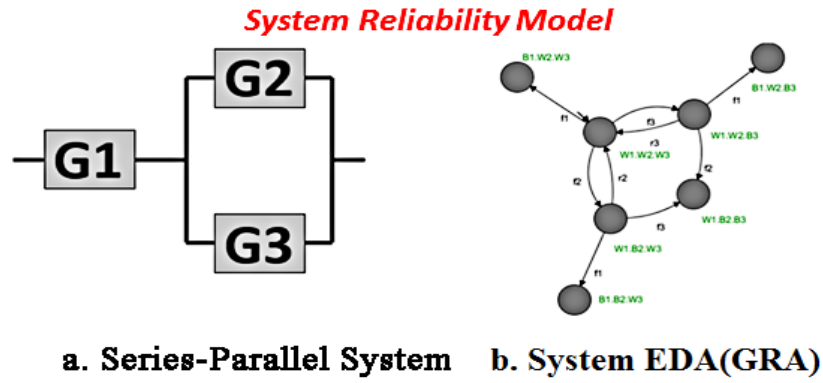 System Reliability Model
G1
G2
G3
B1.W2.W3
B1.W2.B3
f1
f1
f3
r3
W1.W2.B3
W1.W2.W3
f2
r2
f2
W1.B2.B3
f3
W1.B2.W3
f1
B1.B2.W3
a. Series-Parallel System
b. System EDA(GRA)